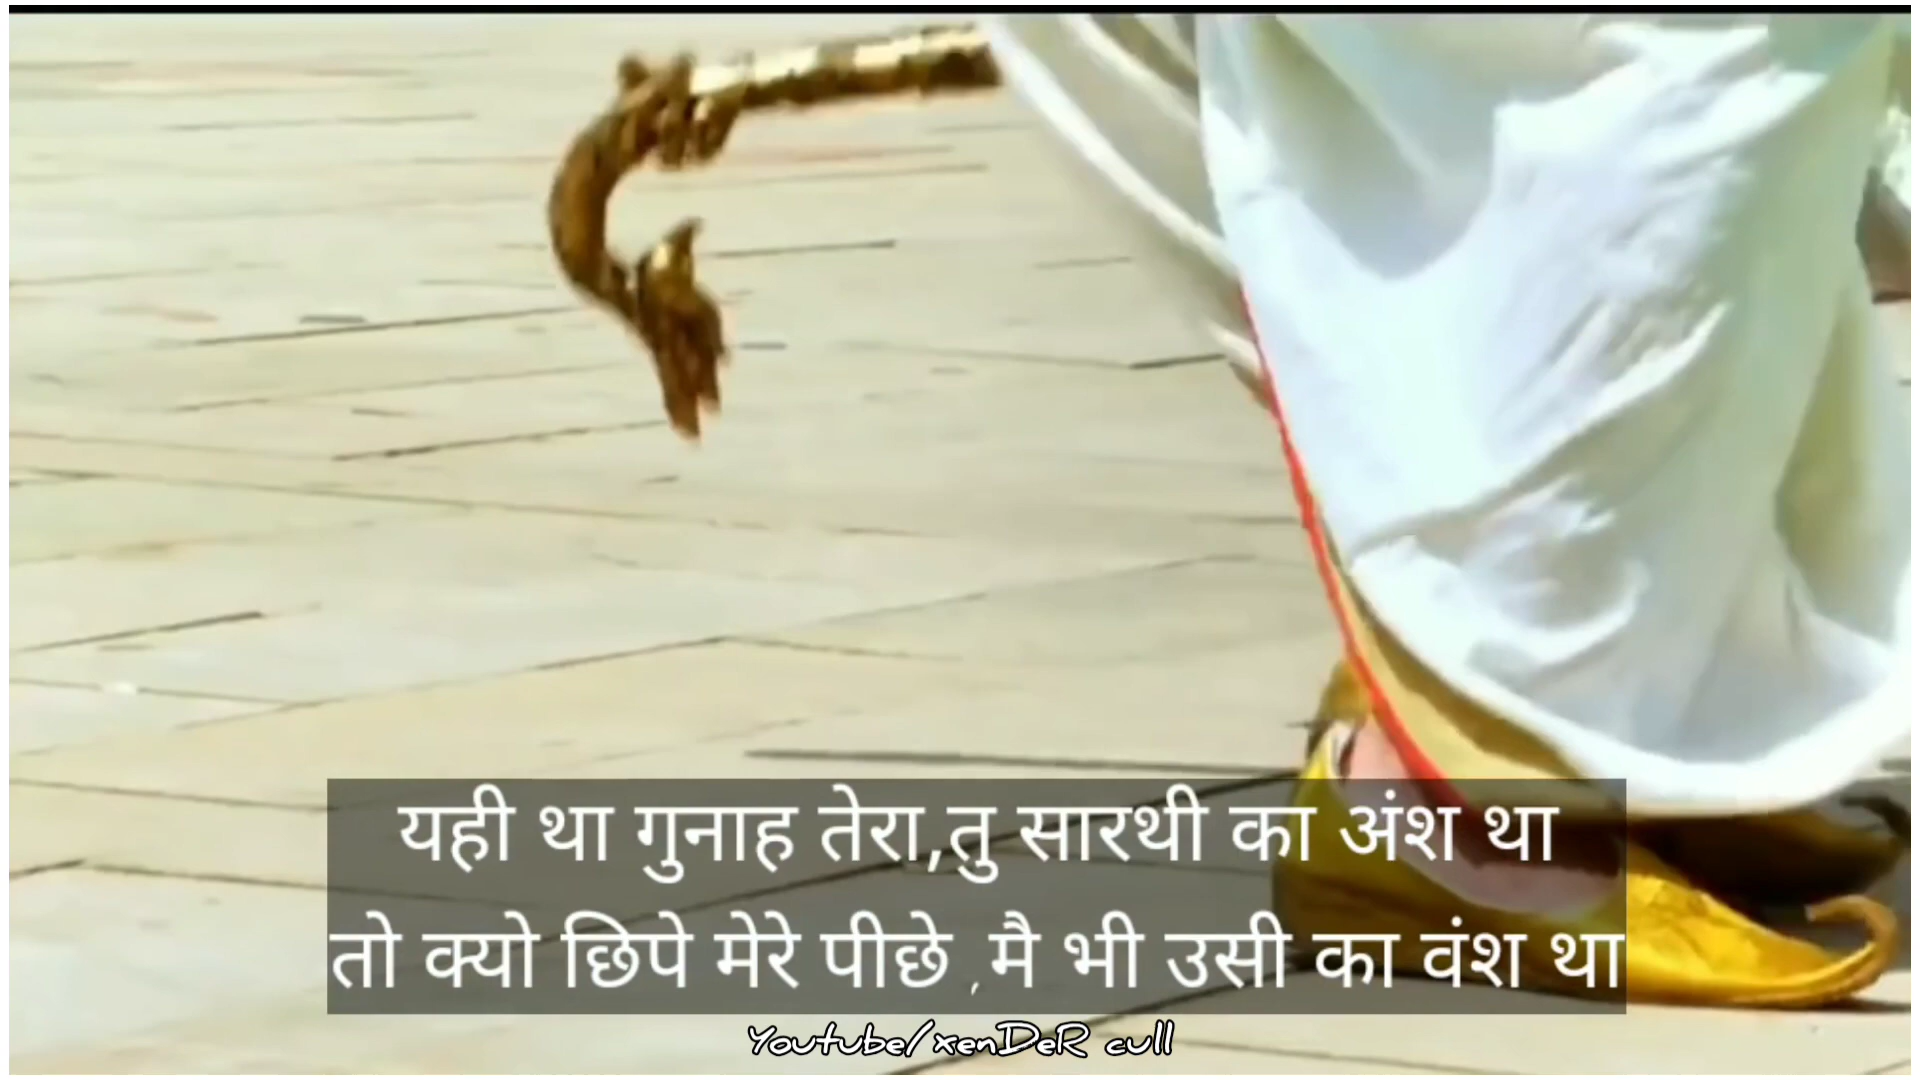 यही था गुनाह तेरा,तु सारथी का अंश था
तो क्यो छिपे मेरे पीछे ,मै भी उसी का वंश था
Youtube/xenDeR cull